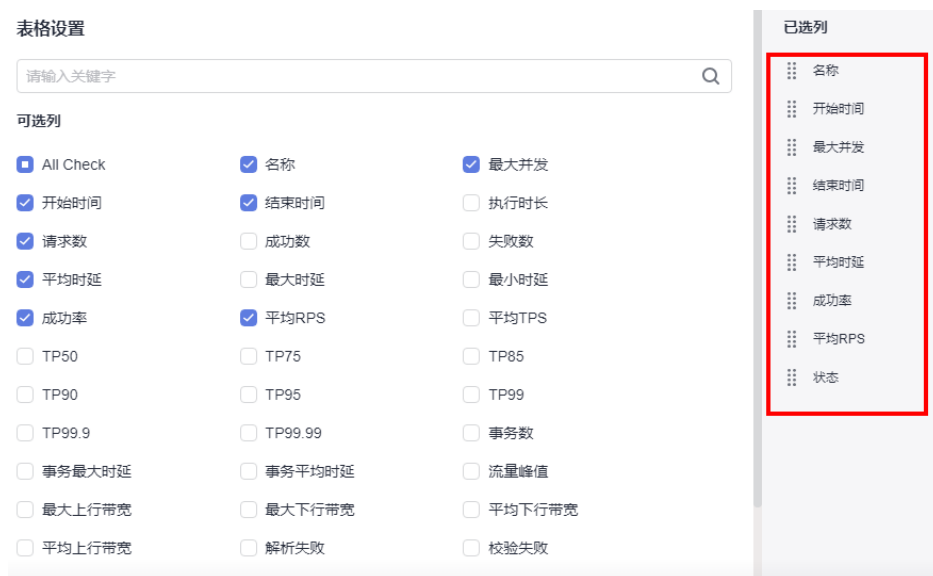 表格设置
请输入关键字
可选列
All Check 名称 最大并发
开始时间 结束时间 执行时长
请求数 成功数 失败数
平均时延 最大时延 最小时延
成功率 平均RPS 平均TPS
TP50 TP75 TP85
TP90 TP95 TP99
TP99.9 TP99.99 事务数
事务最大时延 事务平均时延 流量峰值
最大上行带宽 最大下行带宽 平均下行带宽
平均上行带宽 解析失败 校验失败
已选列
名称
开始时间
最大并发
结束时间
请求数
平均时延
成功率
平均RPS
状态